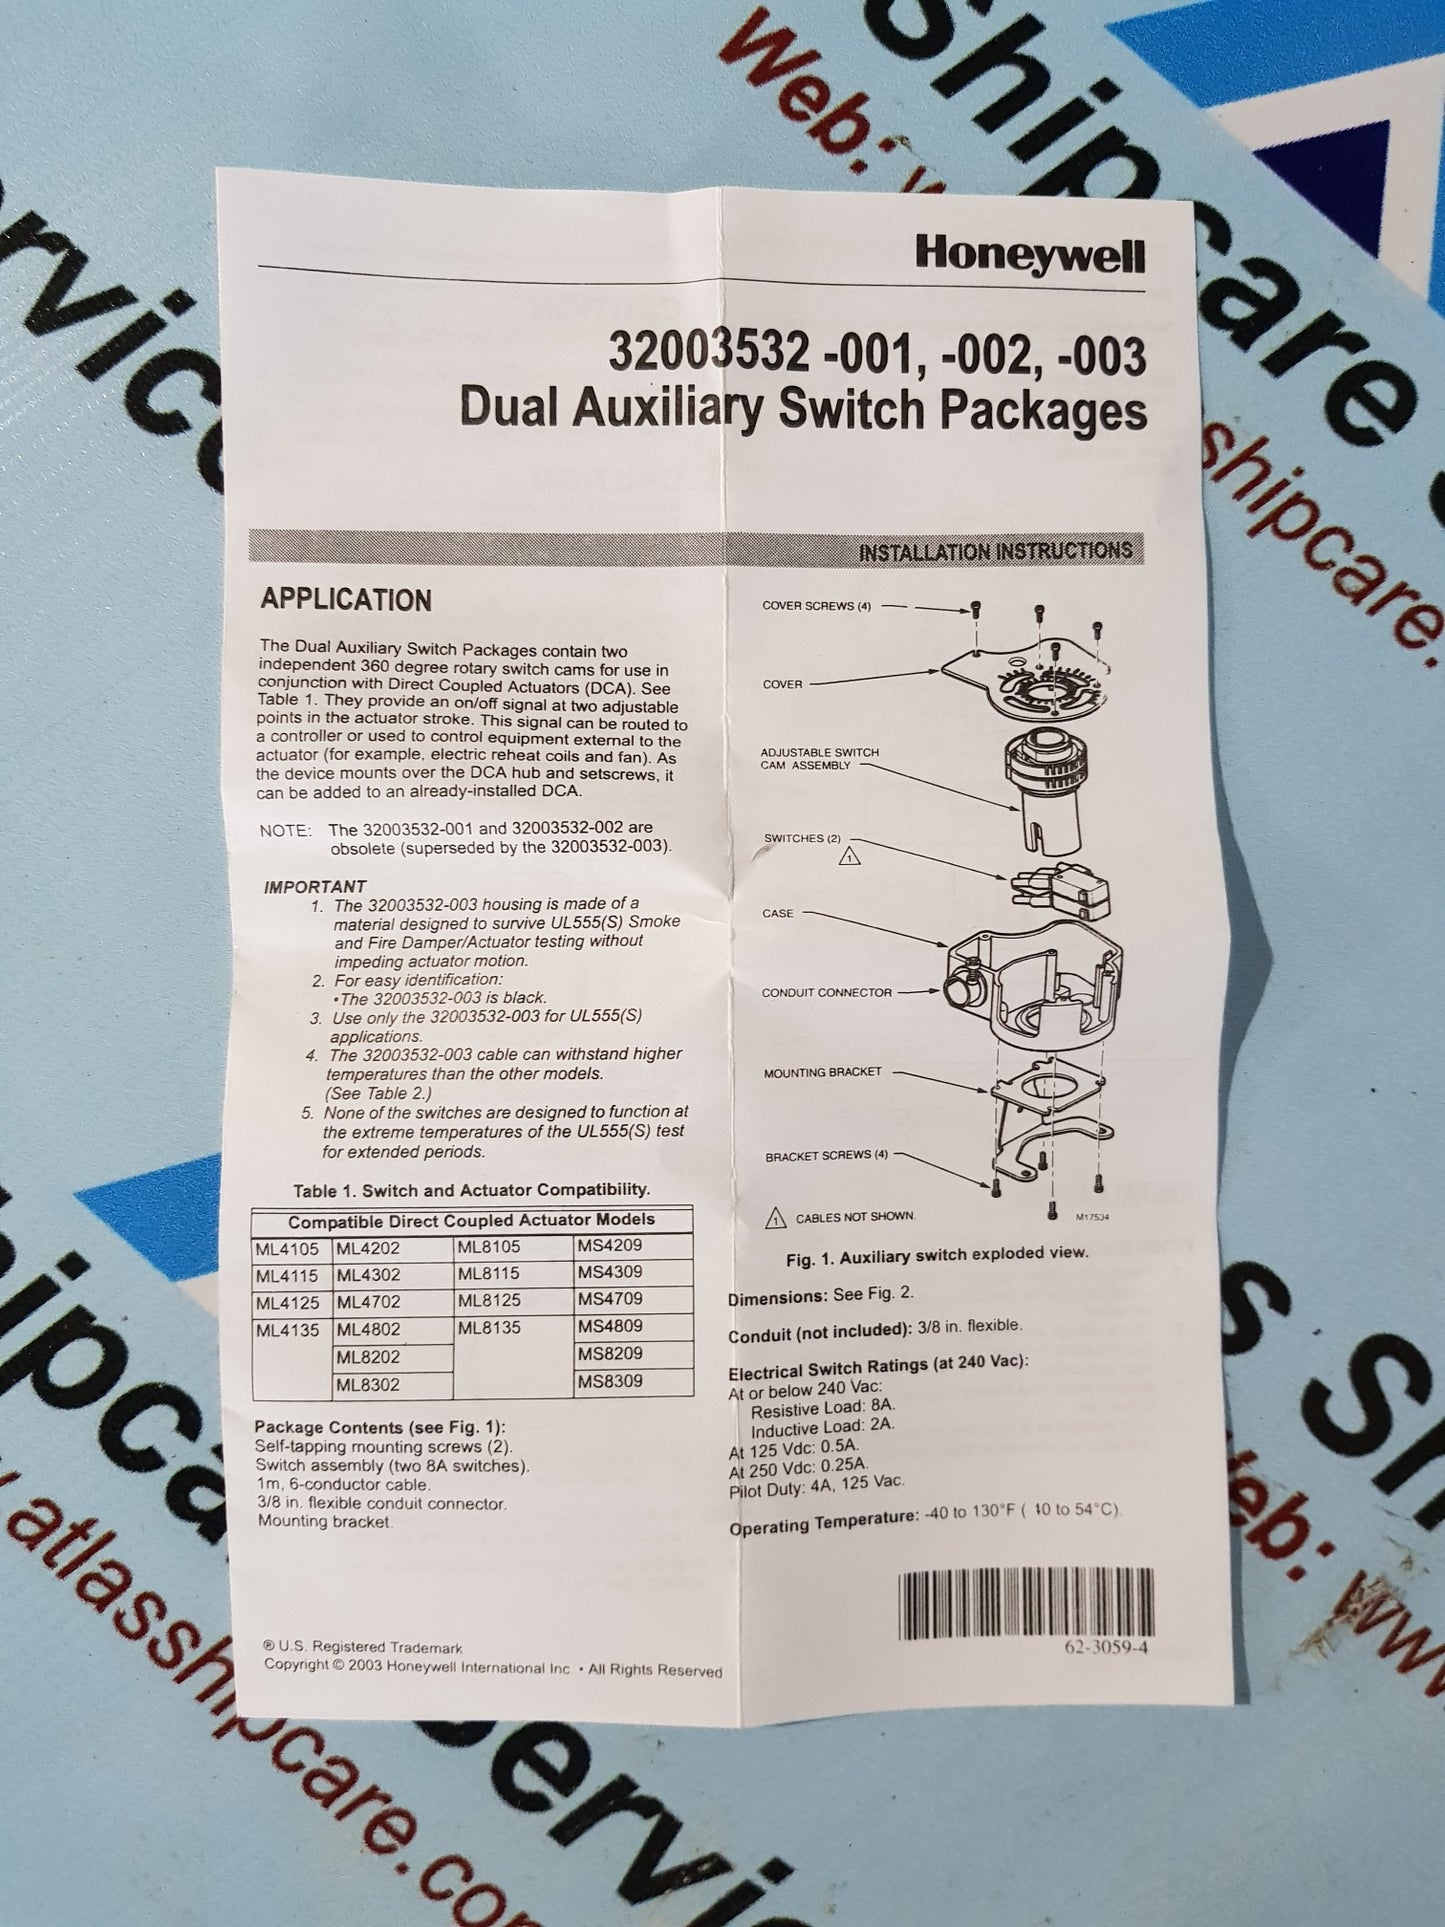 Honeywell
32003532 -001, -002, -003
Dual Auxiliary Switch Packages
INSTALLATION INSTRUCTIONS
APPLICATION
The Dual Auxiliary Switch Packages contain two
independent 360 degree rotary switch cams for use in
conjunction with Direct Coupled Actuators (DCA). See
Table 1. They provide an on/off signal at two adjustable
points in the actuator stroke. This signal can be routed to
a controller or used to control equipment external to the
actuator (for example, electric reheat coils and fan). As
the device mounts over the DCA hub and setscrews, it
can be added to an already-installed DCA.
NOTE: The 32003532-001 and 32003532-002 are
obsolete (superseded by the 32003532-003).
IMPORTANT
1. The 32003532-003 housing is made of a
material designed to survive UL555(S) Smoke
and Fire Damper/Actuator testing without
impeding actuator motion.
2. For easy identification:
•The 32003532-003 is black.
3. Use only the 32003532-003 for UL555(S)
applications.
4. The 32003532-003 cable can withstand higher
temperatures than the other models.
(See Table 2.)
5. None of the switches are designed to function at
the extreme temperatures of the UL555(S) test
for extended periods.
Table 1. Switch and Actuator Compatibility.
Compatible Direct Coupled Actuator Models
ML4105 ML4202 ML8105 MS4209
ML4115 ML4302 ML8115 MS4309
ML4125 ML4702 ML8125 MS4709
ML4135 ML4802 ML8135 MS4809
ML8202 MS8209
ML8302 MS8309
Package Contents (see Fig. 1):
Self-tapping mounting screws (2).
Switch assembly (two 8A switches).
1m, 6-conductor cable.
3/8 in. flexible conduit connector.
Mounting bracket.
® U.S. Registered Trademark
Copyright © 2003 Honeywell International Inc. • All Rights Reserved
COVER SCREWS (4)
COVER
ADJUSTABLE SWITCH
CAM ASSEMBLY
SWITCHES (2)
1
CASE
CONDUIT CONNECTOR
MOUNTING BRACKET
BRACKET SCREWS (4)
1 CABLES NOT SHOWN.
M17534
Fig. 1. Auxiliary switch exploded view.
Dimensions: See Fig. 2.
Conduit (not included): 3/8 in. flexible.
Electrical Switch Ratings (at 240 Vac):
At or below 240 Vac:
Resistive Load: 8A.
Inductive Load: 2A.
At 125 Vdc: 0.5A.
At 250 Vdc: 0.25A.
Pilot Duty: 4A, 125 Vac.
Operating Temperature: -40 to 130°F ( 40 to 54°C).
62-3059-4
Shipcare S
Web: w
shipcare.
atlasshipcare.com